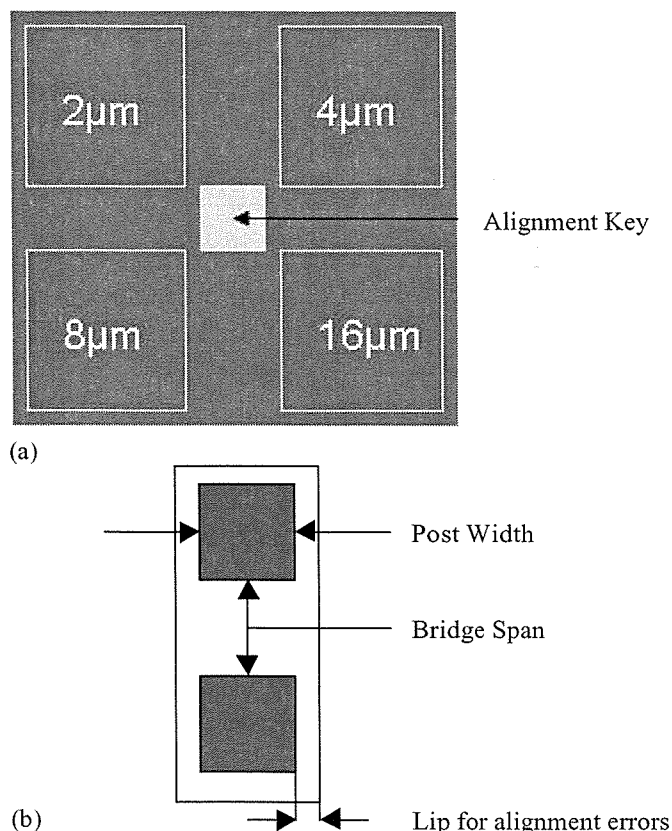 2µm 4µm
Alignment Key
8µm 16µm
(a)
Post Width
Bridge Span
(b) Lip for alignment errors